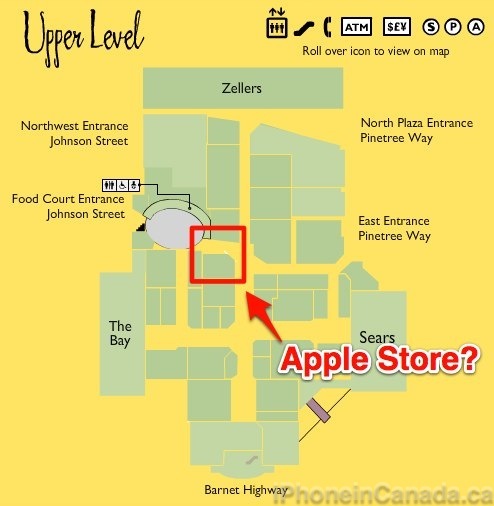 Upper Level
ATM
$£¥
S
P
A
Roll over icon to view on map
Zellers
Northwest Entrance
Johnson Street
North Plaza Entrance
Pinetree Way
Food Court Entrance
Johnson Street
East Entrance
Pinetree Way
The
Bay
Sears
Apple Store?
Barnet Highway
iPhoneinCanada.ca